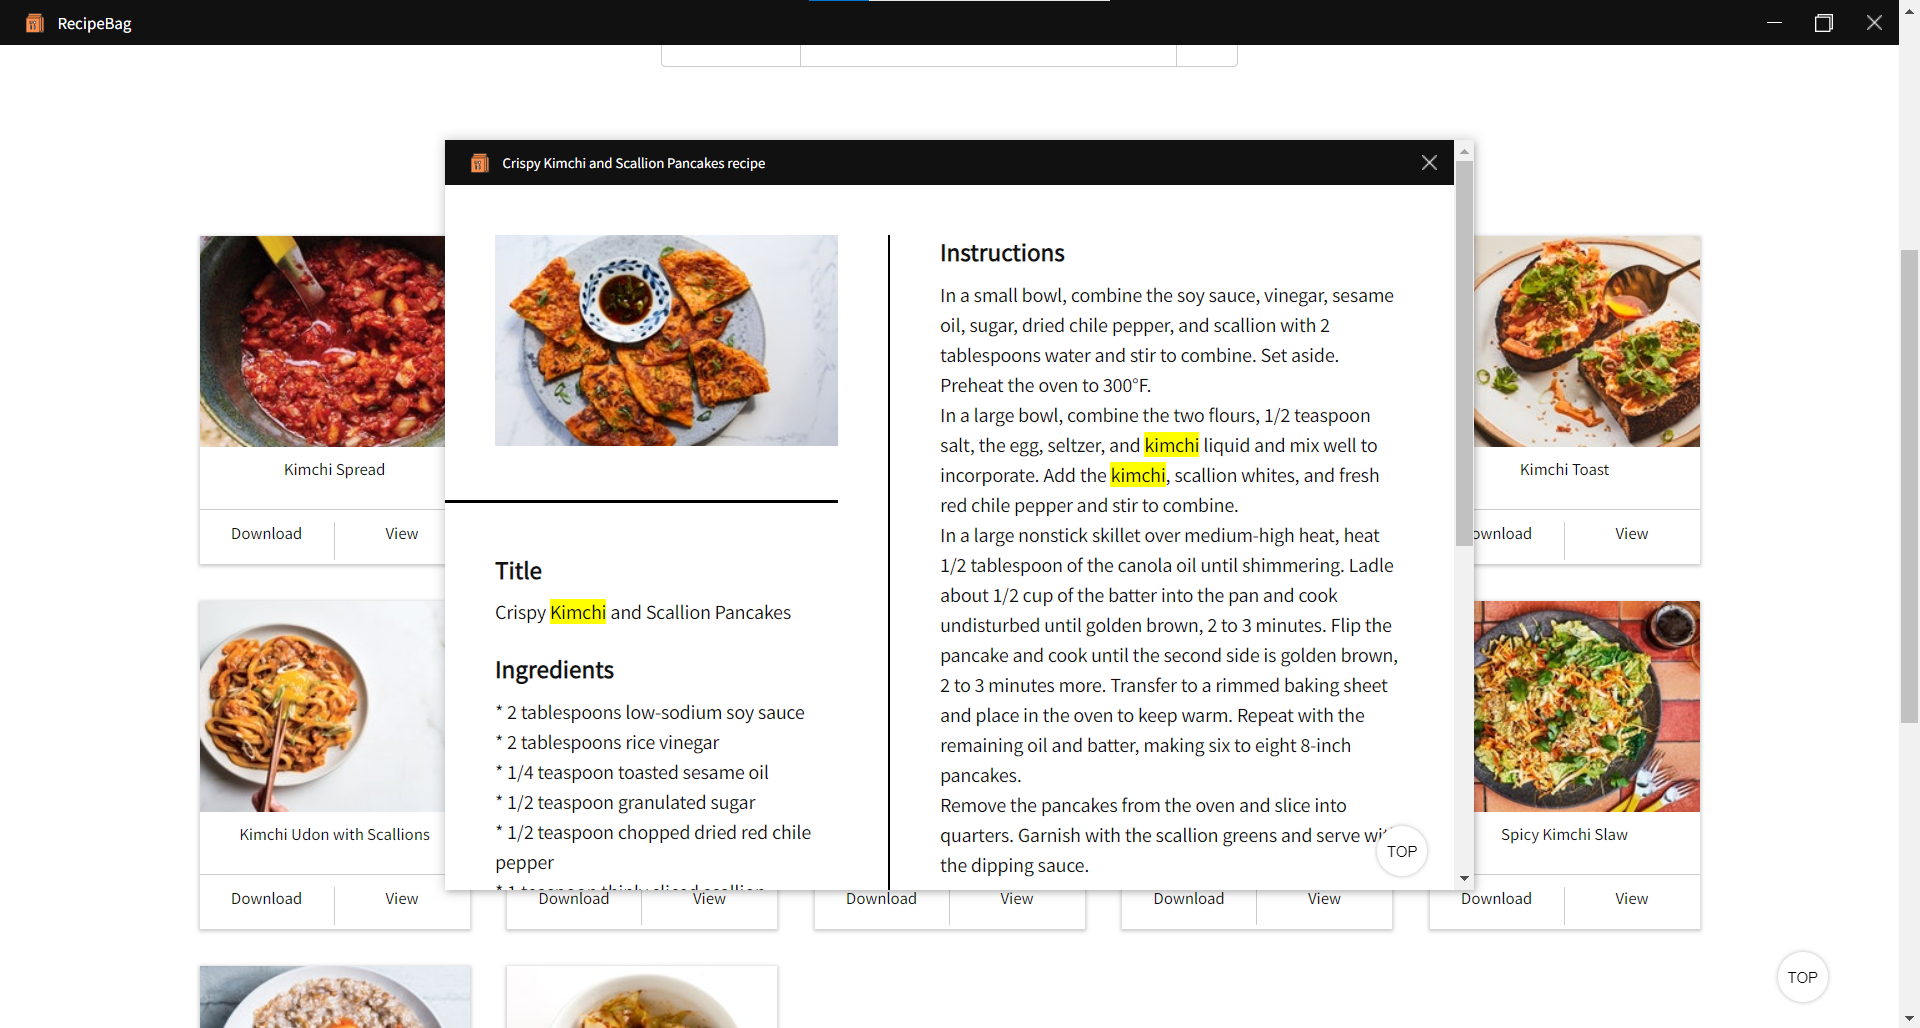 RecipeBag
Crispy Kimchi and Scallion Pancakes recipe
Title
Crispy Kimchi and Scallion Pancakes
Ingredients
* 2 tablespoons low-sodium soy sauce
* 2 tablespoons rice vinegar
* 1/4 teaspoon toasted sesame oil
* 1/2 teaspoon granulated sugar
* 1/2 teaspoon chopped dried red chile
pepper
* 1 teaspoon thinly sliced scallion
Instructions
In a small bowl, combine the soy sauce, vinegar, sesame
oil, sugar, dried chile pepper, and scallion with 2
tablespoons water and stir to combine. Set aside.
Preheat the oven to 300°F.
In a large bowl, combine the two flours, 1/2 teaspoon
salt, the egg, seltzer, and kimchi liquid and mix well to
incorporate. Add the kimchi, scallion whites, and fresh
red chile pepper and stir to combine.
In a large nonstick skillet over medium-high heat, heat
1/2 tablespoon of the canola oil until shimmering. Ladle
about 1/2 cup of the batter into the pan and cook
undisturbed until golden brown, 2 to 3 minutes. Flip the
pancake and cook until the second side is golden brown,
2 to 3 minutes more. Transfer to a rimmed baking sheet
and place in the oven to keep warm. Repeat with the
remaining oil and batter, making six to eight 8-inch
pancakes.
Remove the pancakes from the oven and slice into
quarters. Garnish with the scallion greens and serve with
the dipping sauce.
TOP
Kimchi Spread
Download View
Kimchi Toast
ownload View
Kimchi Udon with Scallions
Spicy Kimchi Slaw
Download View Download View Download View Download View Download View
TOP